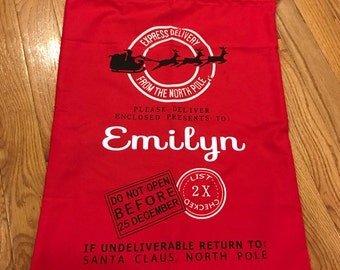 EXPRESS DELIVERY
FROM THE NORTH POLE
PLEASE DELIVER
ENCLOSED PRESENTS TO:
Emilyn
DO NOT OPEN
BEFORE
25 DECEMBER
LIST
2X
CHECKED
IF UNDELIVERABLE RETURN TO:
SANTA CLAUS, NORTH POLE